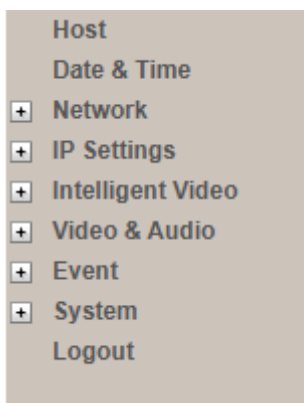 Host
Date & Time
Network
IP Settings
Intelligent Video
Video & Audio
Event
System
Logout